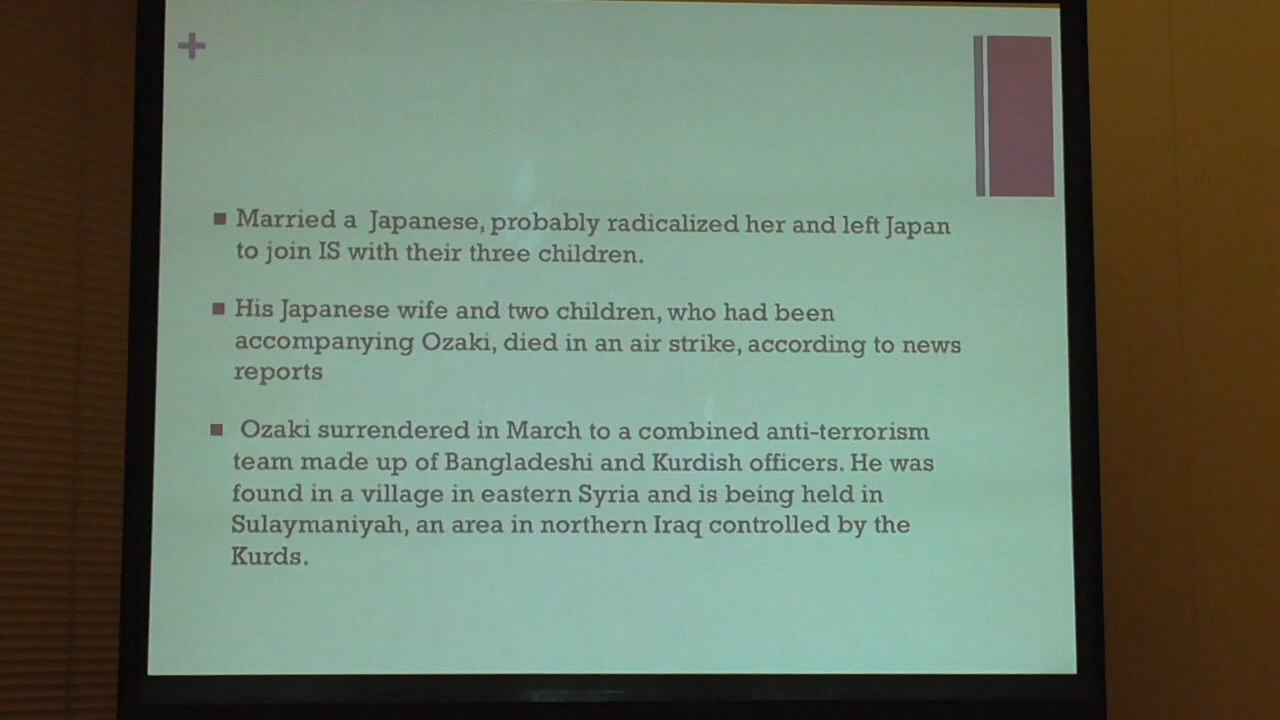 +
■ Married a Japanese, probably radicalized her and left Japan
to join IS with their three children.
■ His Japanese wife and two children, who had been
accompanying Ozaki, died in an air strike, according to news
reports
■ Ozaki surrendered in March to a combined anti-terrorism
team made up of Bangladeshi and Kurdish officers. He was
found in a village in eastern Syria and is being held in
Sulaymaniyah, an area in northern Iraq controlled by the
Kurds.